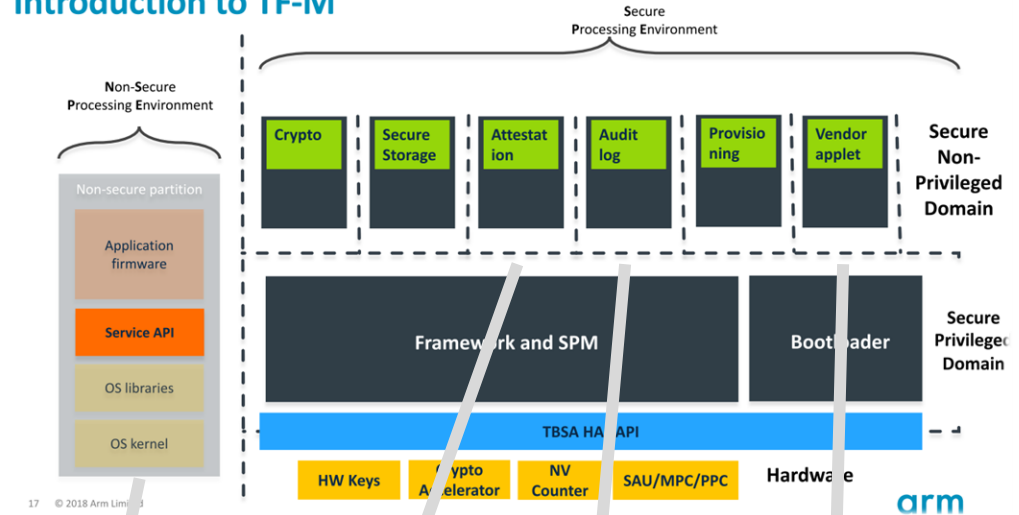 Introduction to TF-M
Secure
Processing Environment
Non-Secure
Processing Environment
Non-secure partition
Application
firmware
Service API
OS libraries
OS kernel
Crypto
Secure
Storage
Attestat
ion
Audit
log
Provisio
ning
Vendor
applet
Secure
Non-
Privileged
Domain
Framework and SPM
Bootloader
Secure
Privileged
Domain
TBSA HAL API
HW Keys
Crypto
Accelerator
NV
Counter
SAU/MPC/PPC
Hardware
17 © 2018 Arm Limited
arm